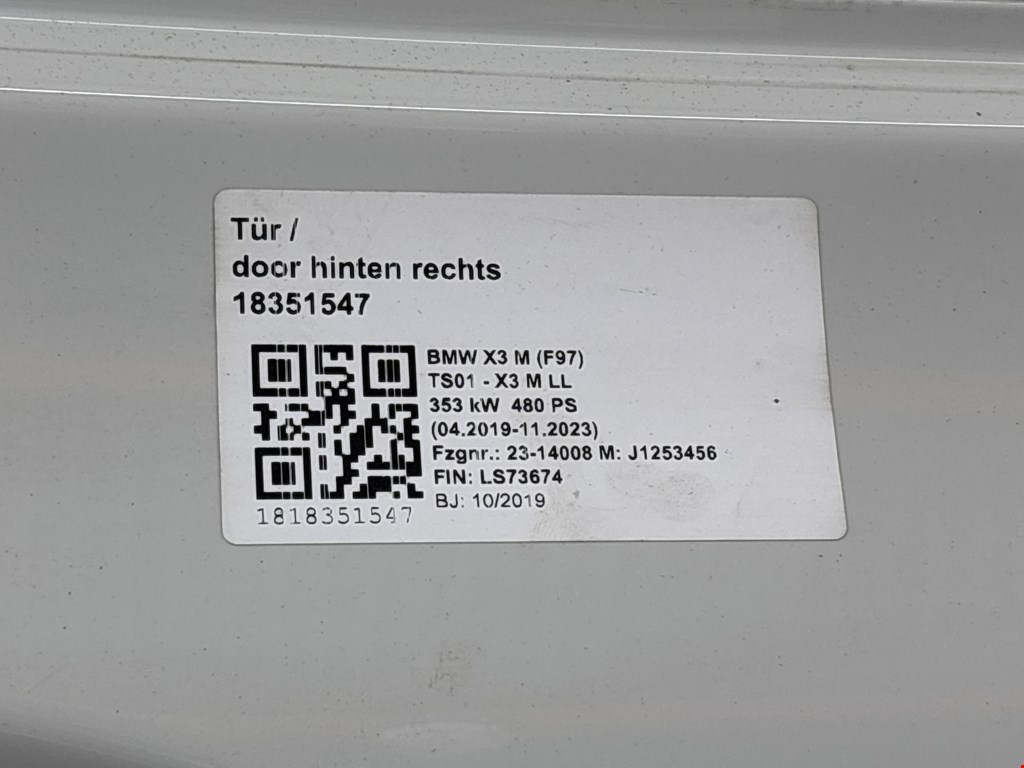 Tür /
door hinten rechts
18351547
BMW X3 M (F97)
TS01 - X3 M LL
353 kW 480 PS
(04.2019-11.2023)
Fzgnr.: 23-14008 M: J1253456
FIN: LS73674
BJ: 10/2019
1818351547